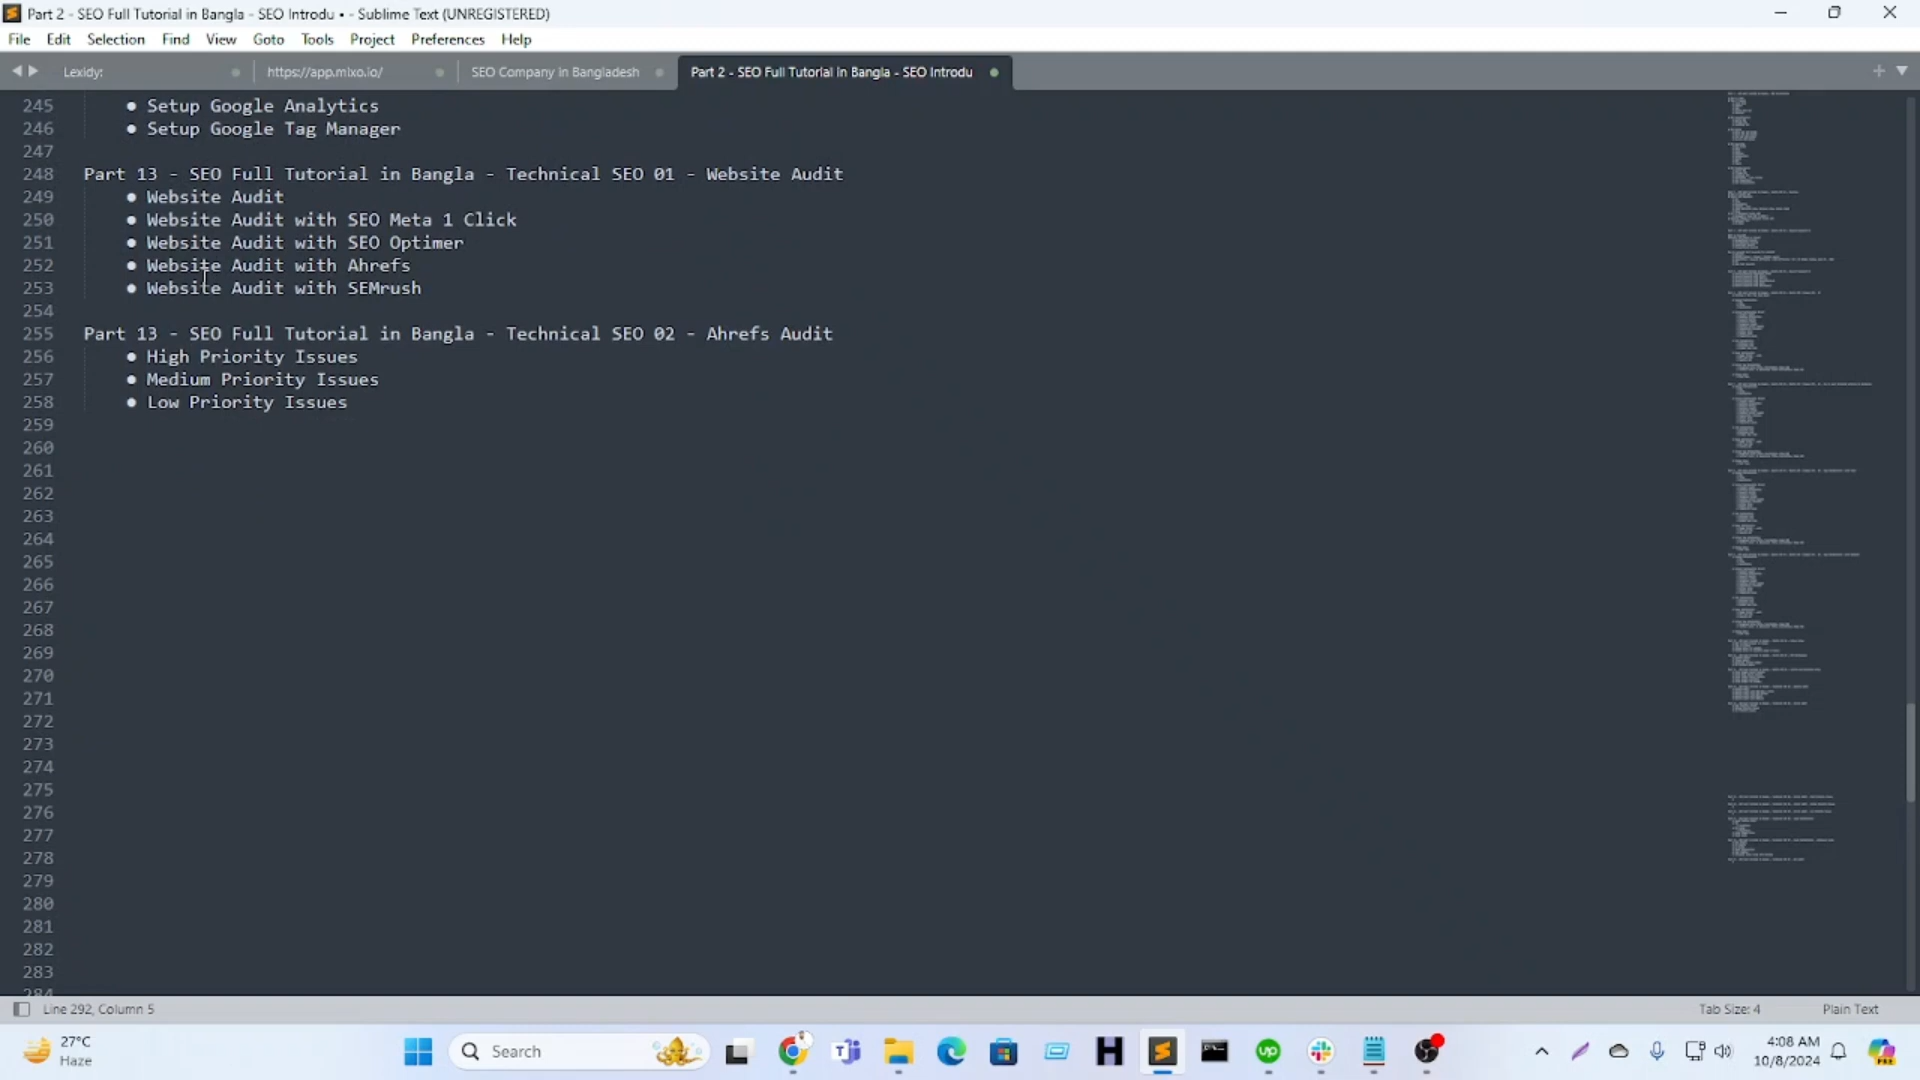 Part 2 - SEO Full Tutorial in Bangla - SEO Introdu • - Sublime Text (UNREGISTERED)
File Edit Selection Find View Goto Tools Project Preferences Help
Lexidy: https://app.mixo.io/ SEO Company in Bangladesh Part 2 - SEO Full Tutorial in Bangla - SEO Introdu
245 • Setup Google Analytics
246 • Setup Google Tag Manager
247
248 Part 13 - SEO Full Tutorial in Bangla - Technical SEO 01 - Website Audit
249 • Website Audit
250 • Website Audit with SEO Meta 1 Click
251 • Website Audit with SEO Optimer
252 • Website Audit with Ahrefs
253 • Website Audit with SEMrush
254
255 Part 13 - SEO Full Tutorial in Bangla - Technical SEO 02 - Ahrefs Audit
256 • High Priority Issues
257 • Medium Priority Issues
258 • Low Priority Issues
259
260
261
262
263
264
265
266
267
268
269
270
271
272
273
274
275
276
277
278
279
280
281
282
283
284
Line 292, Column 5 Tab Size: 4 Plain Text
27°C Search 4:08 AM
Haze 10/8/2024